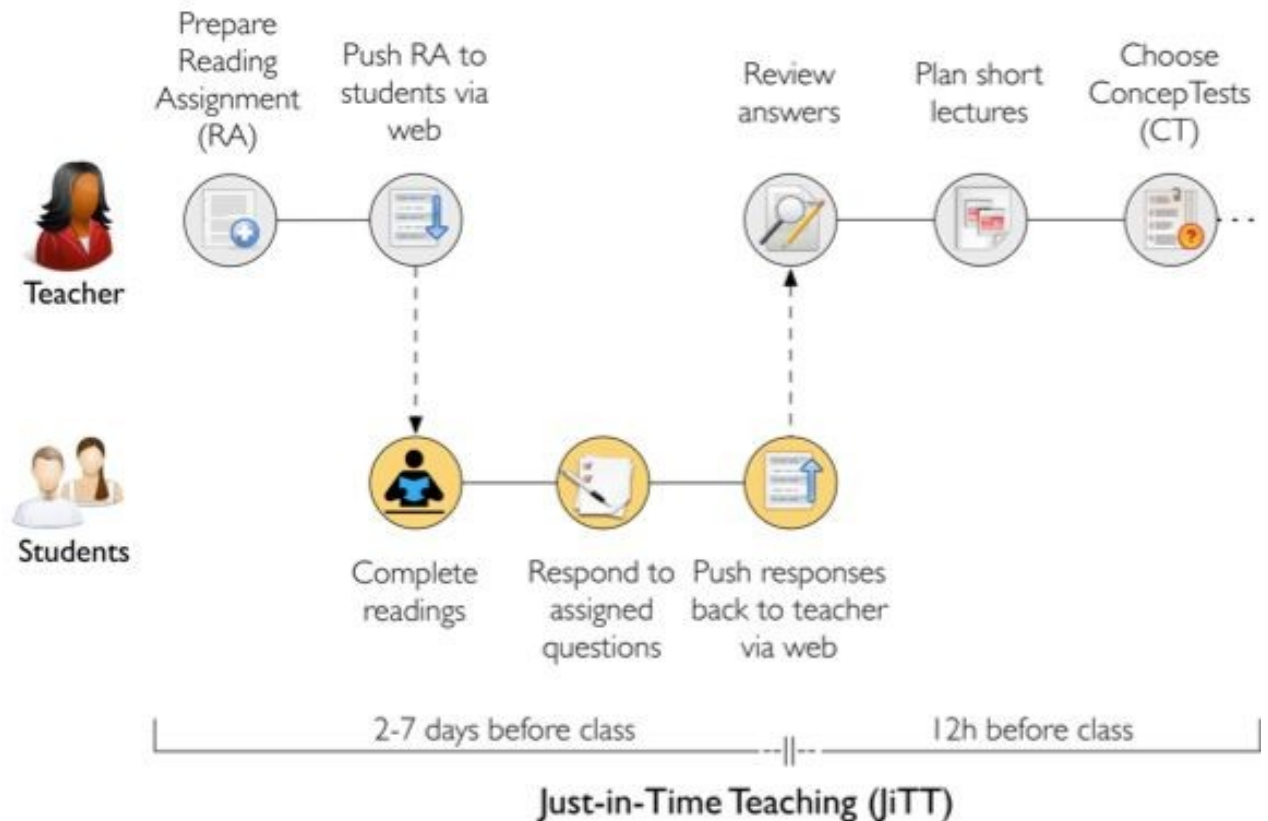 Prepare
Reading
Assignment
(RA)
Push RA to
students via
web
Review
answers
Plan short
lectures
Choose
ConcepTests
(CT)
Teacher
Students
Complete
readings
Respond to
assigned
questions
Push responses
back to teacher
via web
2-7 days before class
12h before class
Just-in-Time Teaching (JiTT)